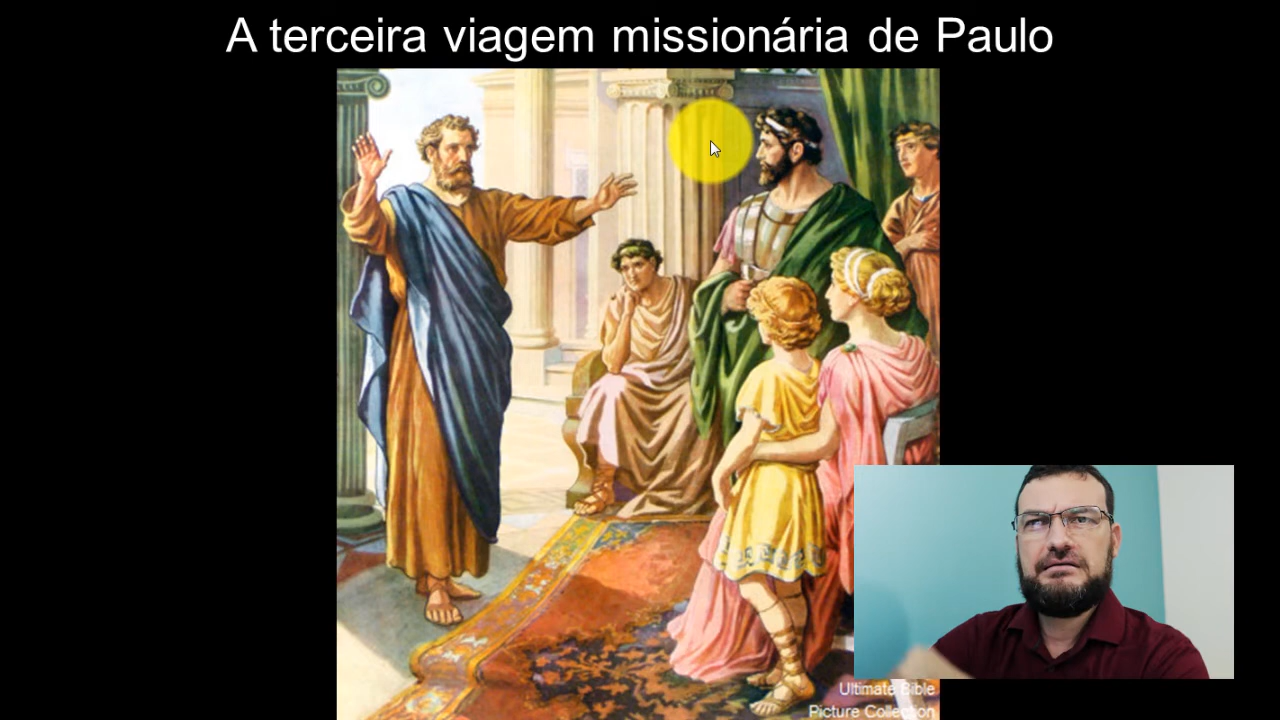 A terceira viagem missionária de Paulo
Ultimate Bible
Picture Collection